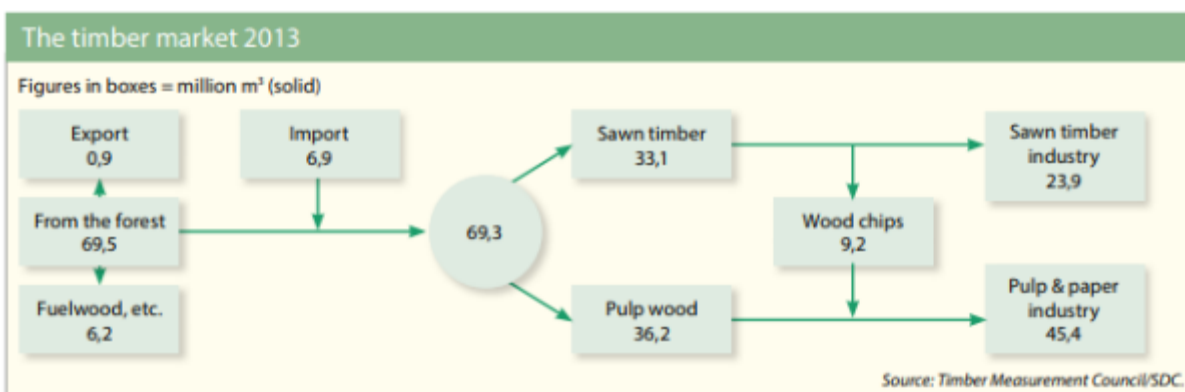 The timber market 2013
Figures in boxes = million m³ (solid)
Export
0,9
Import
6,9
Sawn timber
33,1
Sawn timber
industry
23,9
From the forest
69,5
69,3
Wood chips
9,2
Fuelwood, etc.
6,2
Pulp wood
36,2
Pulp & paper
industry
45,4
Source: Timber Measurement Council/SDC.